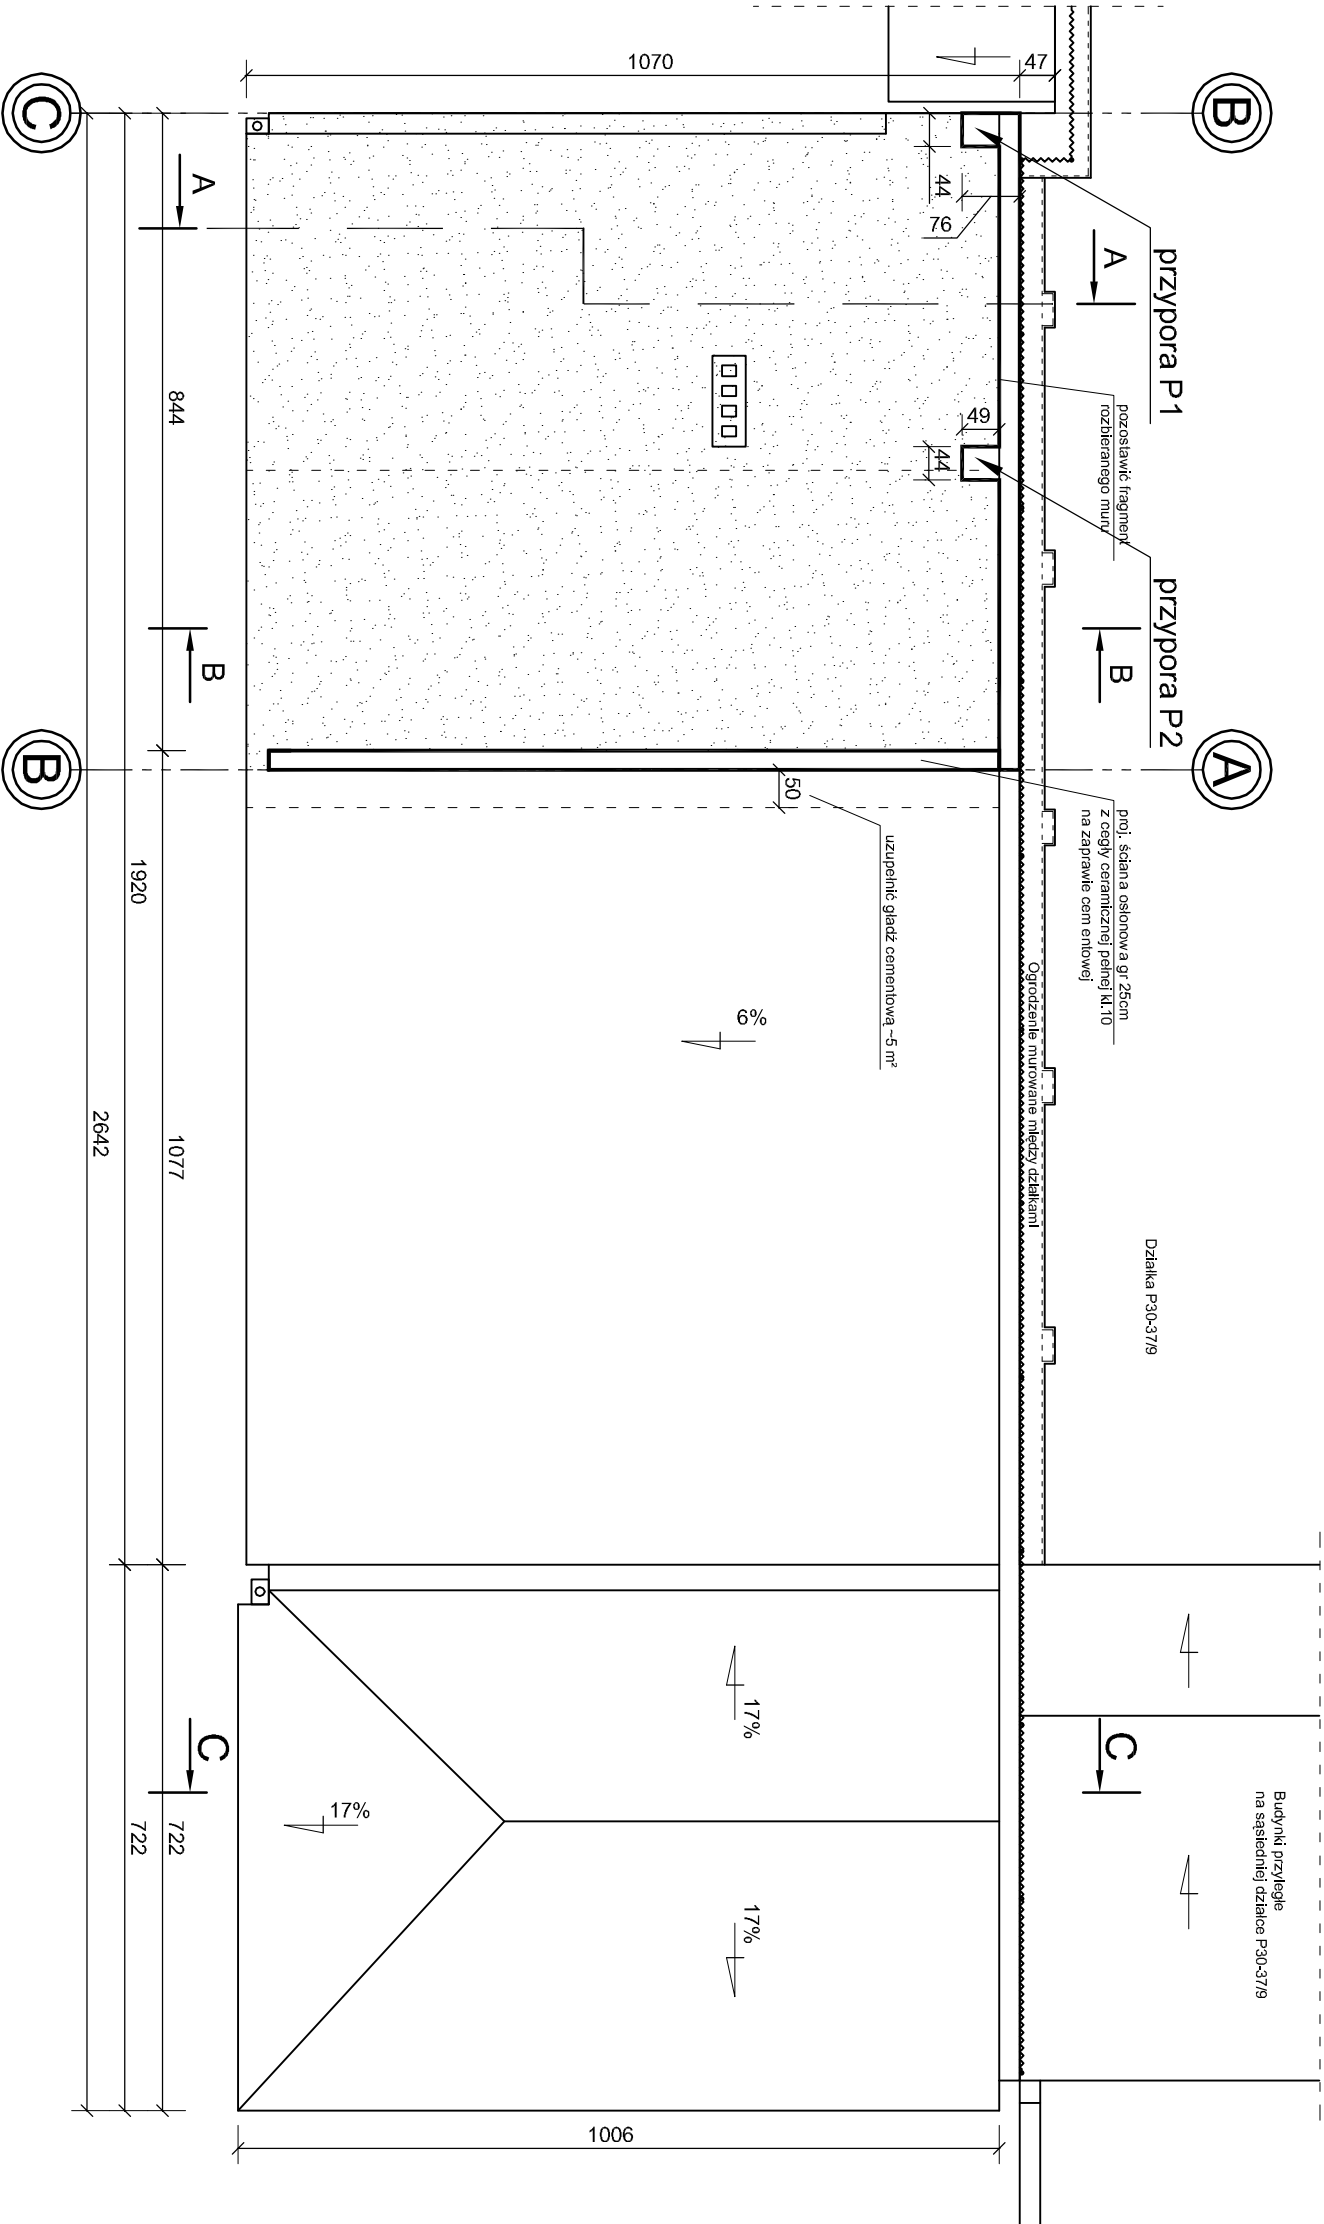 B
A
C
B
przypora P1
przypora P2
A
A
B
B
C
C
pozostawić fragment
rozbieranego muru
proj. ściana osłonowa gr 25cm
z cegły ceramicznej pełnej kl.10
na zaprawie cementowej
Ogrodzenie murowane między działkami
Działka P30-37/9
Budynki przyległe
na sąsiedniej działce P30-37/9
uzupełnić gładź cementową ~5 m²
1070
47
44
76
49
44
50
6%
17%
17%
17%
844
1077
722
1920
722
2642
1006